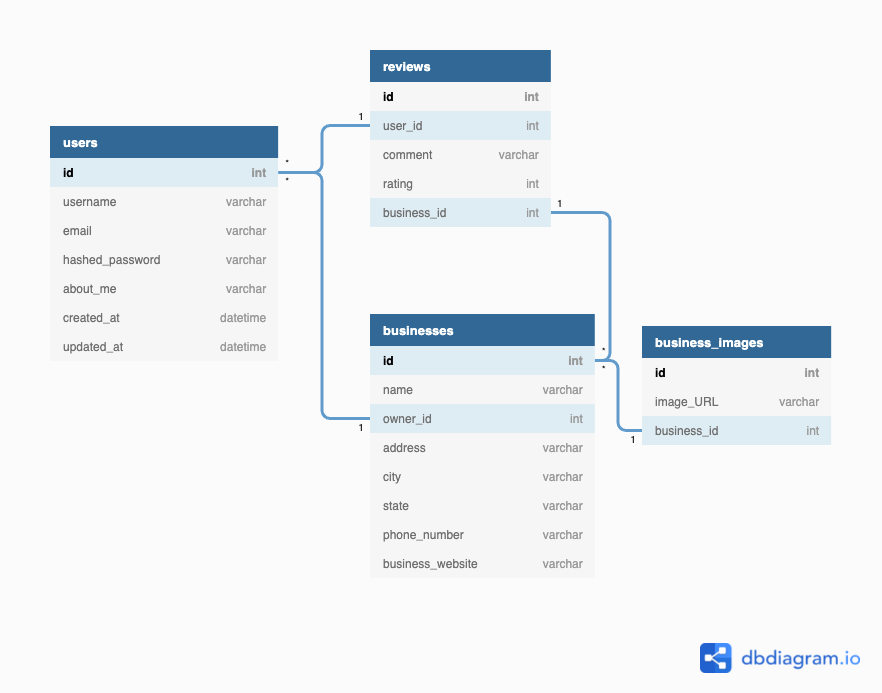 users
id int
username varchar
email varchar
hashed_password varchar
about_me varchar
created_at datetime
updated_at datetime
*
*
1
1
reviews
id int
user_id int
comment varchar
rating int
business_id int
1
businesses
id int
name varchar
owner_id int
address varchar
city varchar
state varchar
phone_number varchar
business_website varchar
*
*
1
business_images
id int
image_URL varchar
business_id int
dbdiagram.io